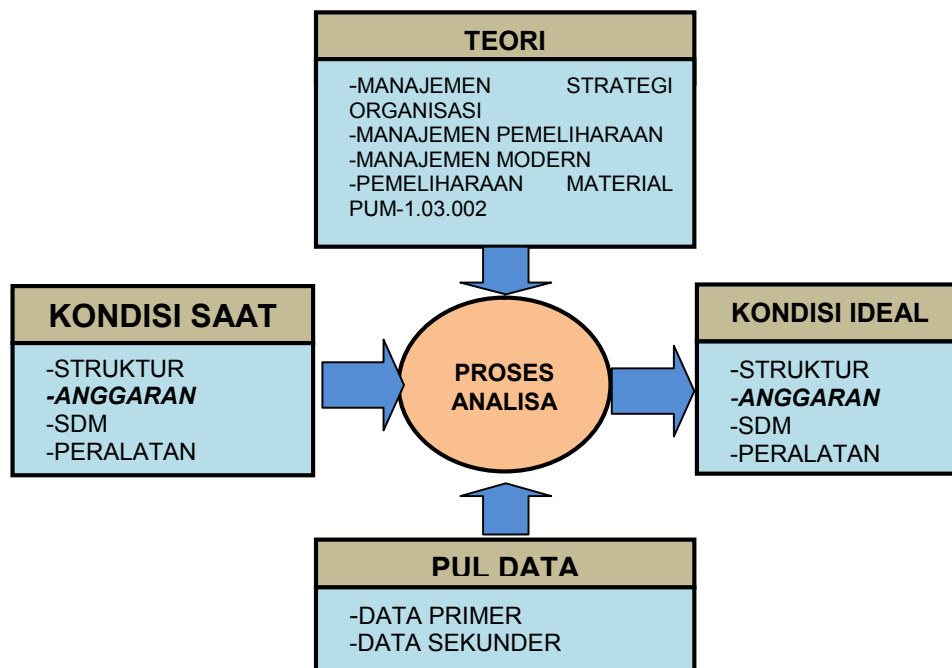 TEORI
-MANAJEMEN STRATEGI
ORGANISASI
-MANAJEMEN PEMELIHARAAN
-MANAJEMEN MODERN
-PEMELIHARAAN MATERIAL
PUM-1.03.002
KONDISI SAAT
-STRUKTUR
-ANGGARAN
-SDM
-PERALATAN
PROSES
ANALISA
KONDISI IDEAL
-STRUKTUR
-ANGGARAN
-SDM
-PERALATAN
PUL DATA
-DATA PRIMER
-DATA SEKUNDER